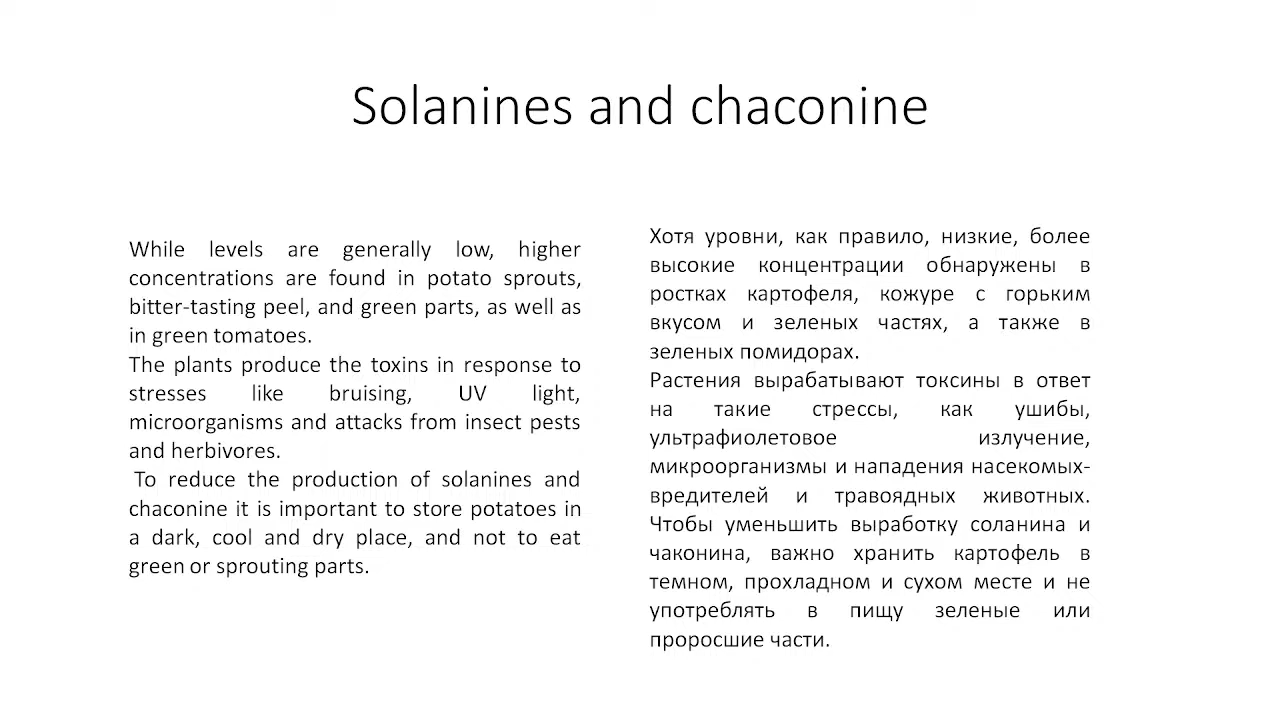 Solanines and chaconine
While levels are generally low, higher
concentrations are found in potato sprouts,
bitter-tasting peel, and green parts, as well as
in green tomatoes.
The plants produce the toxins in response to
stresses like bruising, UV light,
microorganisms and attacks from insect pests
and herbivores.
To reduce the production of solanines and
chaconine it is important to store potatoes in
a dark, cool and dry place, and not to eat
green or sprouting parts.
Хотя уровни, как правило, низкие, более
высокие концентрации обнаружены в
ростках картофеля, кожуре с горьким
вкусом и зеленых частях, а также в
зеленых помидорах.
Растения вырабатывают токсины в ответ
на такие стрессы, как ушибы,
ультрафиолетовое излучение,
микроорганизмы и нападения насекомых-
вредителей и травоядных животных.
Чтобы уменьшить выработку соланина и
чаконина, важно хранить картофель в
темном, прохладном и сухом месте и не
употреблять в пищу зеленые или
проросшие части.